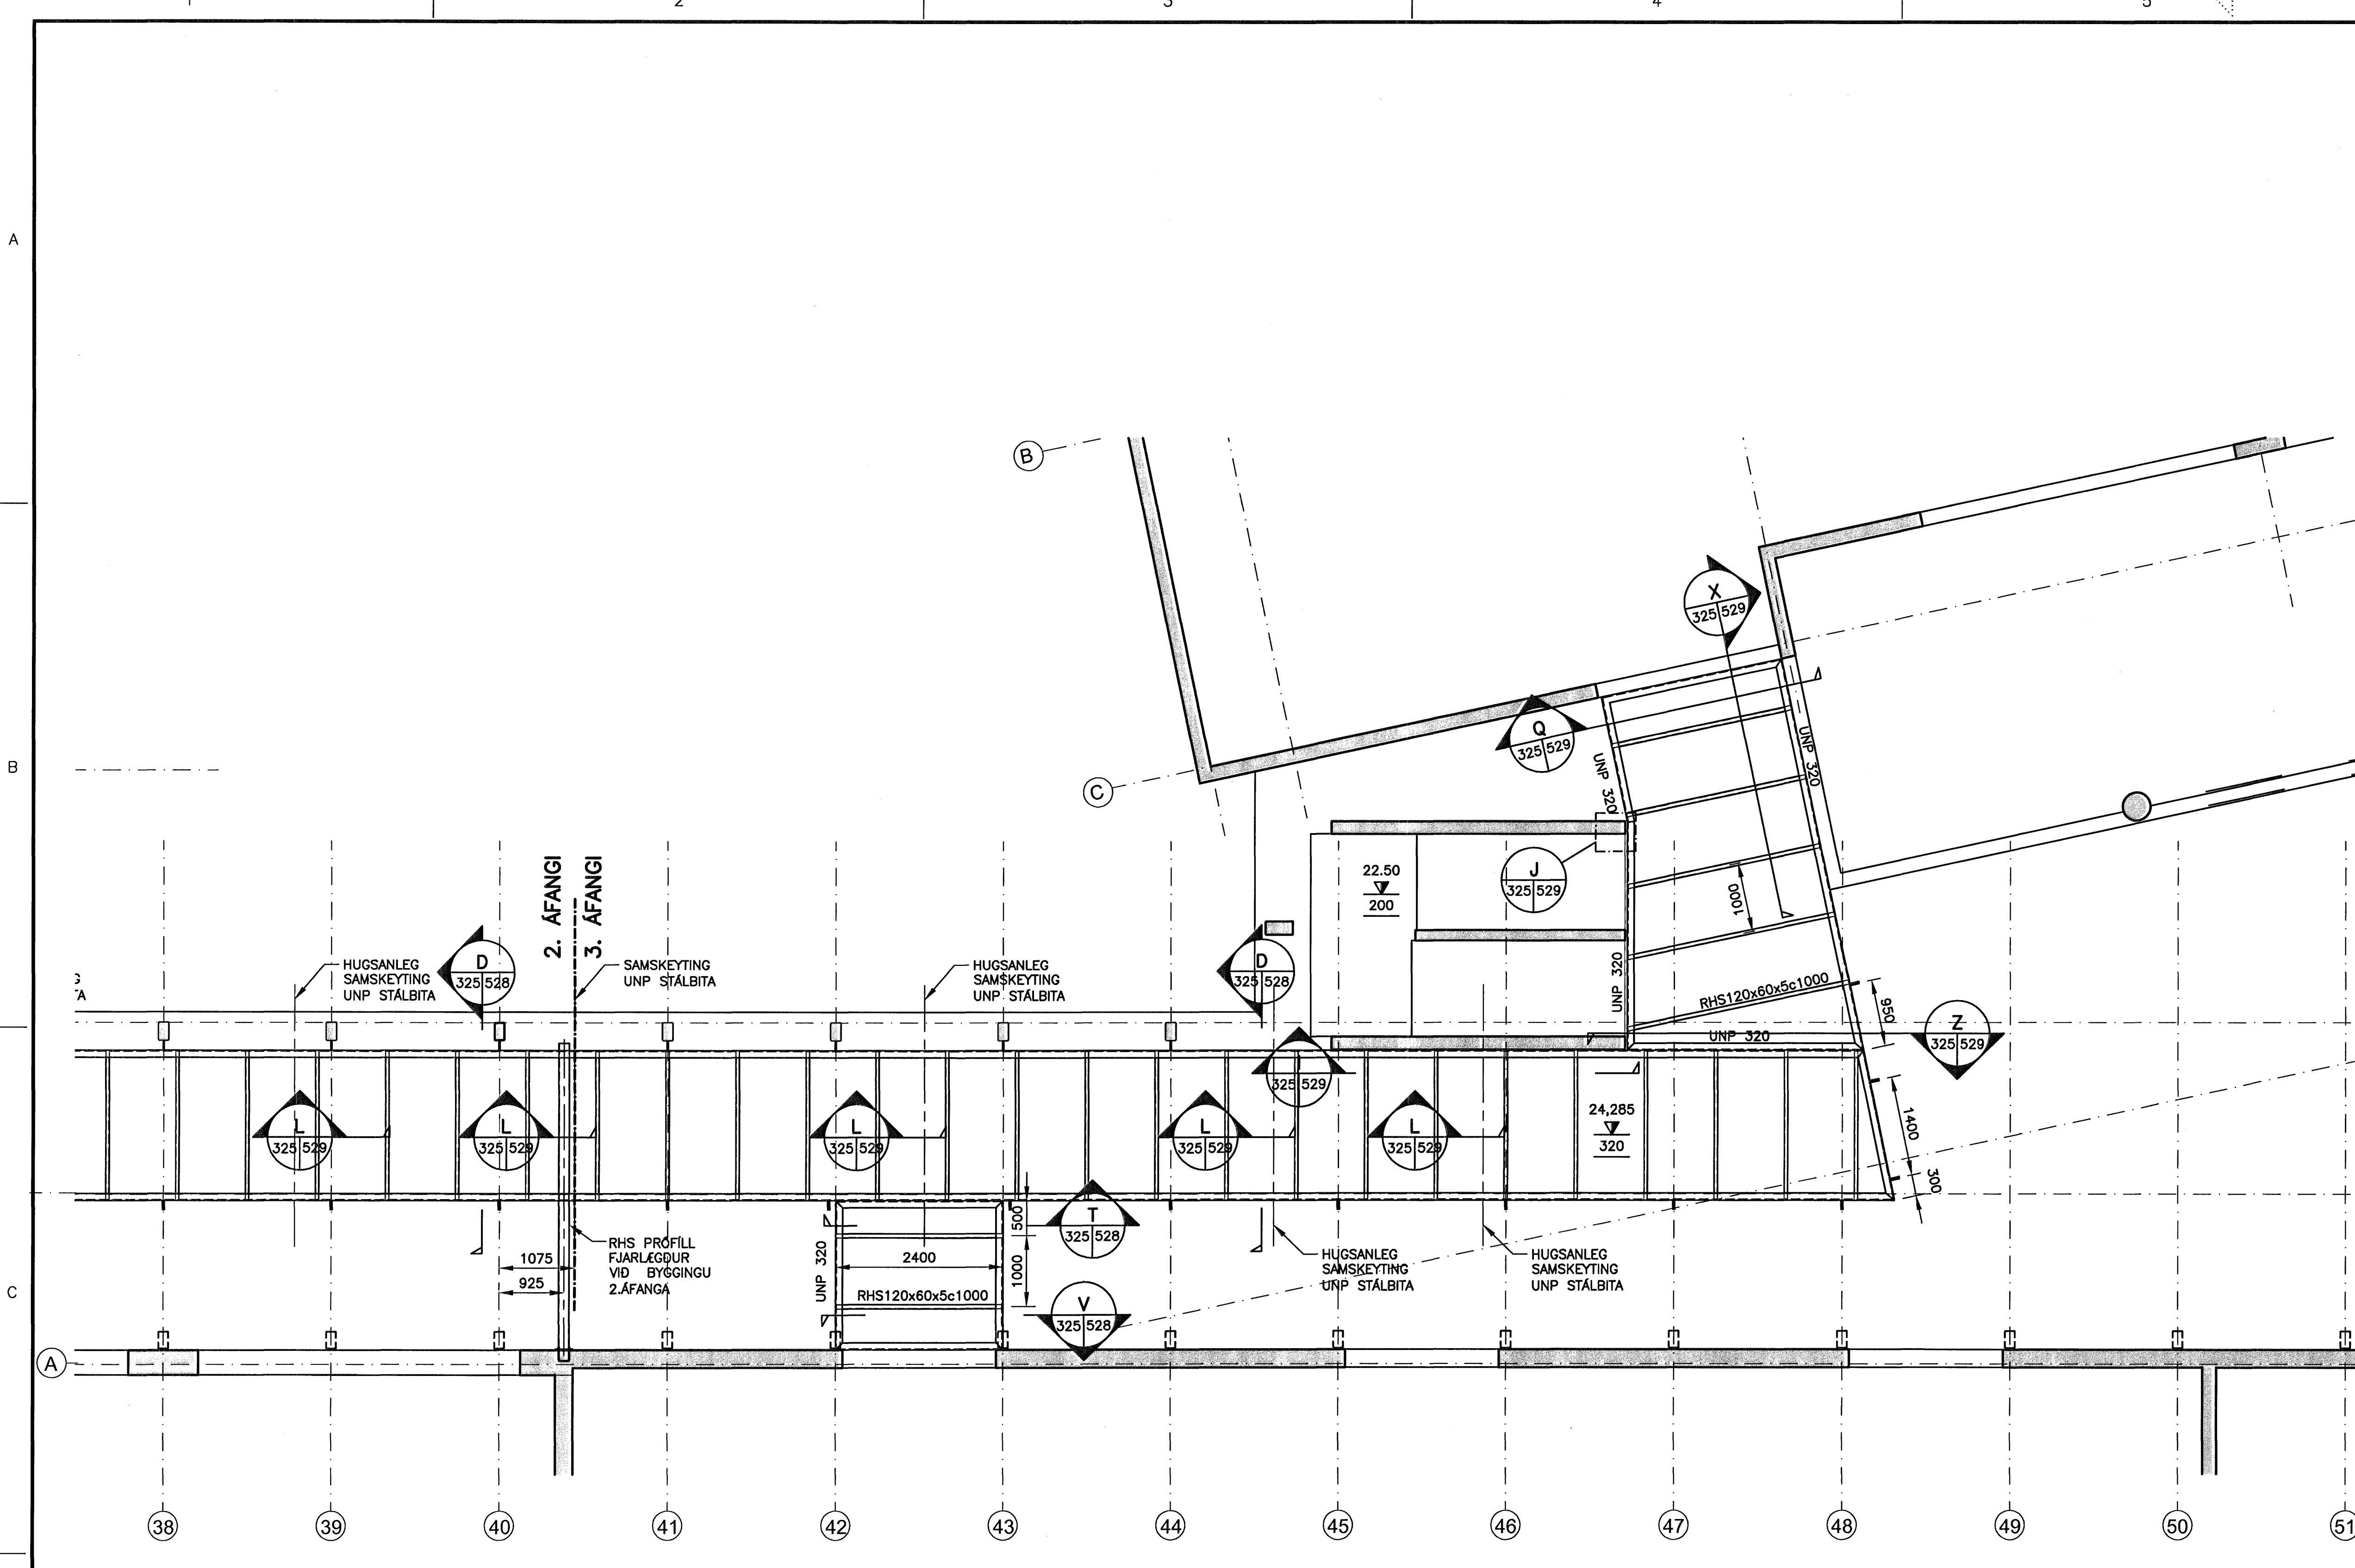 1 2 3 4 5
A
B
X
325 529
Q
325 529
UNP 320
UNP 320
B
C
2. ÁFANGI
3. ÁFANGI
22.50
200
J
325 529
1000
G
TA
HUGSANLEG
SAMSKEYTING
UNP STÁLBITA
D
325 528
SAMSKEYTING
UNP STÁLBITA
HUGSANLEG
SAMSKEYTING
UNP STÁLBITA
D
325 528
UNP 320
RHS120x60x5c1000
950
UNP 320
Z
325 529
I
325 529
L
325 529
L
325 529
L
325 529
L
325 529
L
325 529
24,285
320
1400
300
1075
925
RHS PRÓFÍLL
FJARLÆGDUR
VIÐ BYGGINGU
2.ÁFANGA
UNP 320
2400
RHS120x60x5c1000
500
1000
T
325 528
V
325 528
HUGSANLEG
SAMSKEYTING
UNP STÁLBITA
HUGSANLEG
SAMSKEYTING
UNP STÁLBITA
C
A
38 39 40 41 42 43 44 45 46 47 48 49 50 51